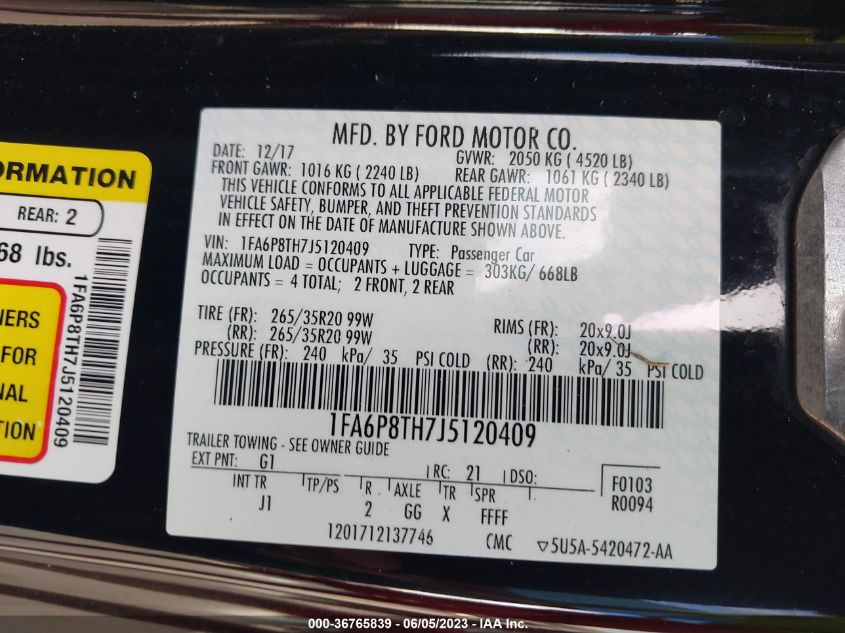 ORMATION
REAR: 2
68 lbs.
NERS
FOR
NAL
TION
1FA6P8TH7J5120409
MFD. BY FORD MOTOR CO.
DATE: 12/17 GVWR: 2050 KG ( 4520 LB)
FRONT GAWR: 1016 KG ( 2240 LB) REAR GAWR: 1061 KG ( 2340 LB)
THIS VEHICLE CONFORMS TO ALL APPLICABLE FEDERAL MOTOR
VEHICLE SAFETY, BUMPER, AND THEFT PREVENTION STANDARDS
IN EFFECT ON THE DATE OF MANUFACTURE SHOWN ABOVE.
VIN: 1FA6P8TH7J5120409 TYPE: Passenger Car
MAXIMUM LOAD = OCCUPANTS + LUGGAGE = 303KG/ 668LB
OCCUPANTS = 4 TOTAL; 2 FRONT, 2 REAR
TIRE (FR): 265/35R20 99W RIMS (FR): 20x9.0J
(RR): 265/35R20 99W (RR): 20x9.0J
PRESSURE (FR): 240 kPa/ 35 PSI COLD (RR): 240 kPa/ 35 PSI COLD
1FA6P8TH7J5120409
TRAILER TOWING - SEE OWNER GUIDE
EXT PNT: G1 RC: 21 DSO: F0103
INT TR TP/PS R AXLE TR SPR R0094
J1 2 GG X FFFF
1201712137746 CMC ▽5U5A-5420472-AA
000-36765839 - 06/05/2023 - IAA Inc.